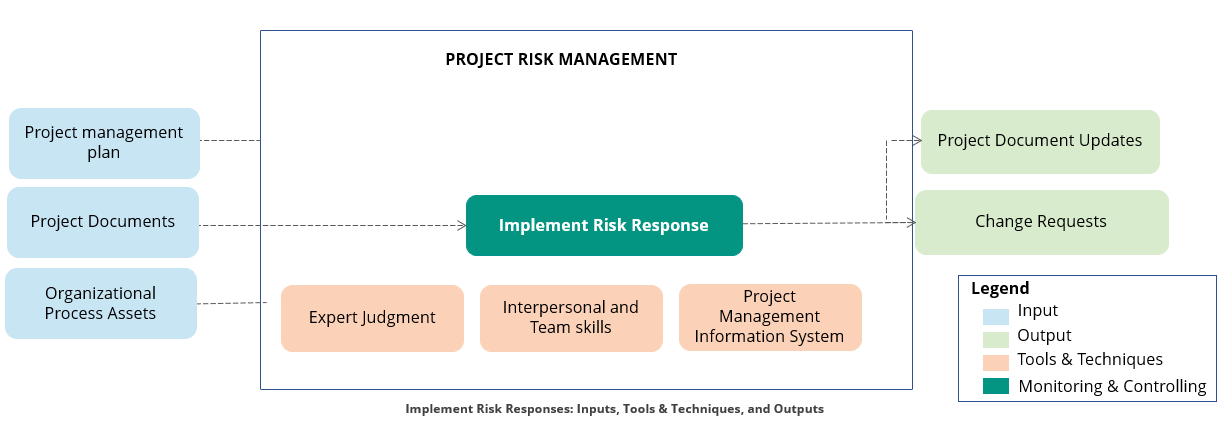 PROJECT RISK MANAGEMENT
Project management
plan
Project Documents
Organizational
Process Assets
Implement Risk Response
Expert Judgment
Interpersonal and
Team skills
Project
Management
Information System
Project Document Updates
Change Requests
Legend
Input
Output
Tools & Techniques
Monitoring & Controlling
Implement Risk Responses: Inputs, Tools & Techniques, and Outputs